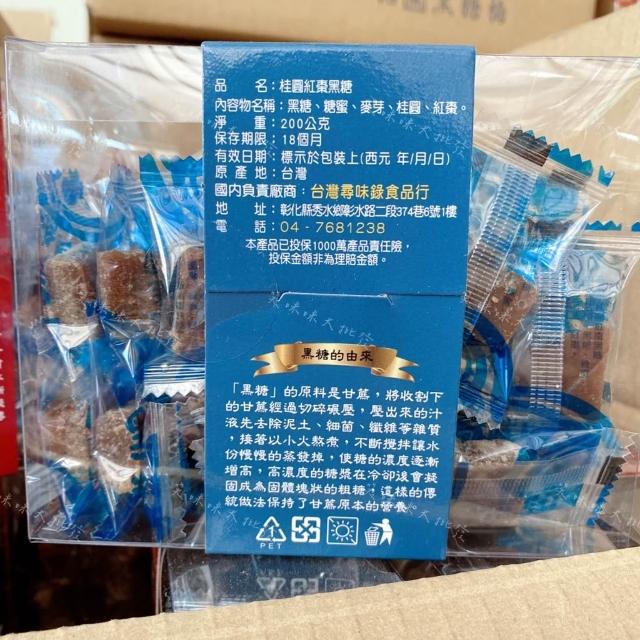 品　名：桂圓紅棗黑糖
內容物名稱：黑糖、糖蜜、麥芽、桂圓、紅棗。
淨　重：200公克
保存期限：18個月
有效日期：標示於包裝上(西元 年/月/日)
原 產 地：台灣
國內負責廠商：台灣尋味錄食品行
地　址：彰化縣秀水鄉彰水路二段374巷6號1樓
電　話：04-7681238
本產品已投保1000萬產品責任險，
投保金額非為理賠金額。
黑糖的由來
「黑糖」的原料是甘蔗，將收割下
的甘蔗經過切碎碾壓，壓出來的汁
液先去除泥土、細菌、纖維等雜質
，接著以小火熬煮，不斷攪拌讓水
份慢慢的蒸發掉，使糖的濃度逐漸
增高，高濃度的糖漿在冷卻後會凝
固成為固體塊狀的粗糖，這樣的傳
統做法保持了甘蔗原本的營養
1
PET